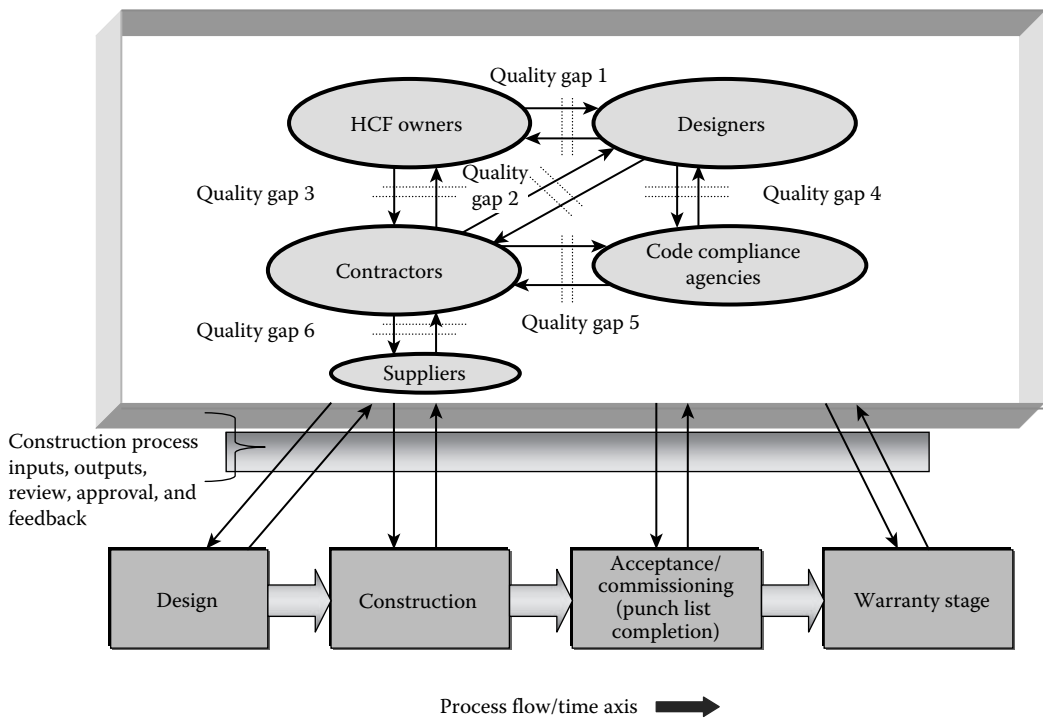 Quality gap 1
HCF owners
Designers
Quality
gap 2
Quality gap 3
Quality gap 4
Contractors
Code compliance
agencies
Quality gap 6
Quality gap 5
Suppliers
Construction process
inputs, outputs,
review, approval, and
feedback
Design
Construction
Acceptance/
commissioning
(punch list
completion)
Warranty stage
Process flow/time axis